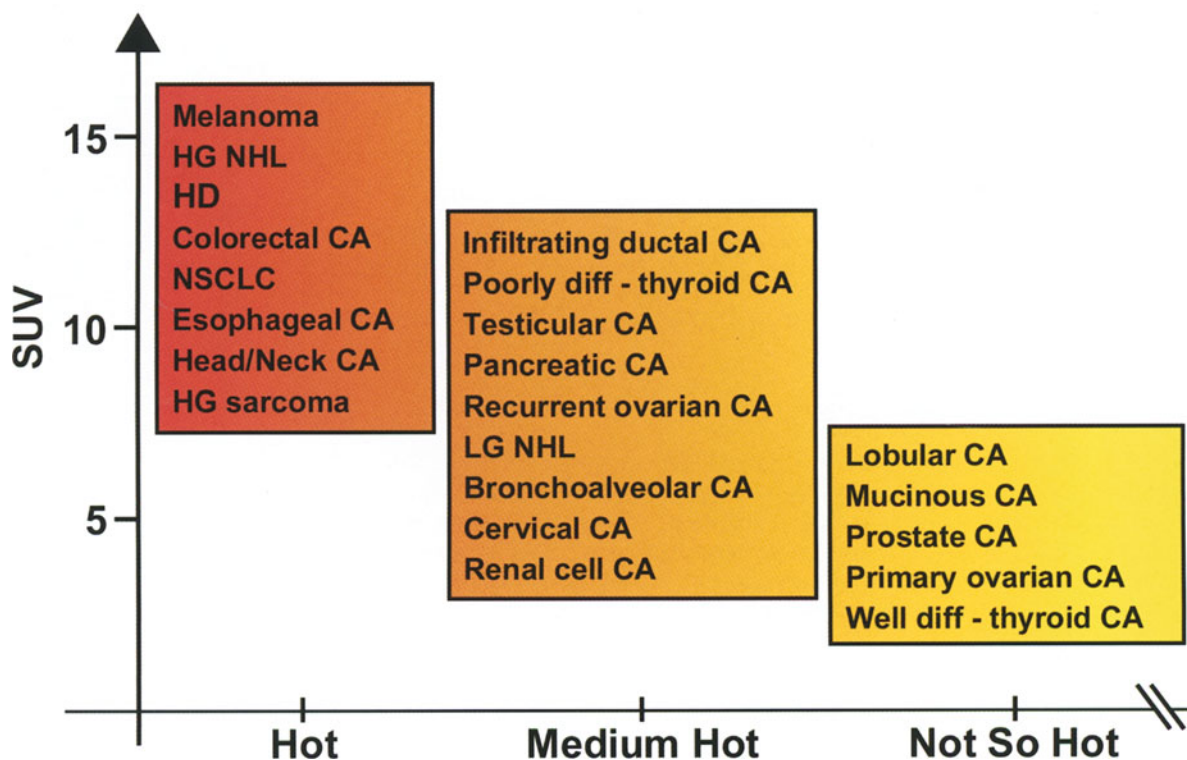 SUV
15
10
5
Melanoma
HG NHL
HD
Colorectal CA
NSCLC
Esophageal CA
Head/Neck CA
HG sarcoma
Infiltrating ductal CA
Poorly diff - thyroid CA
Testicular CA
Pancreatic CA
Recurrent ovarian CA
LG NHL
Bronchoalveolar CA
Cervical CA
Renal cell CA
Lobular CA
Mucinous CA
Prostate CA
Primary ovarian CA
Well diff - thyroid CA
Hot
Medium Hot
Not So Hot